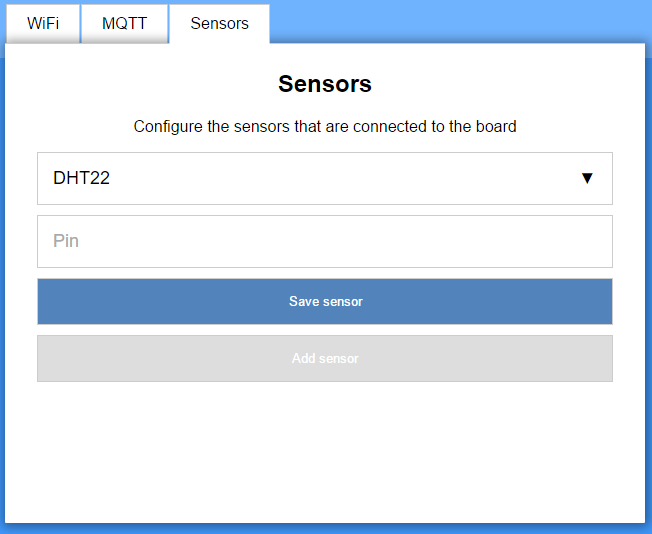 WiFi MQTT Sensors
Sensors
Configure the sensors that are connected to the board
DHT22 ▼
Pin
Save sensor
Add sensor